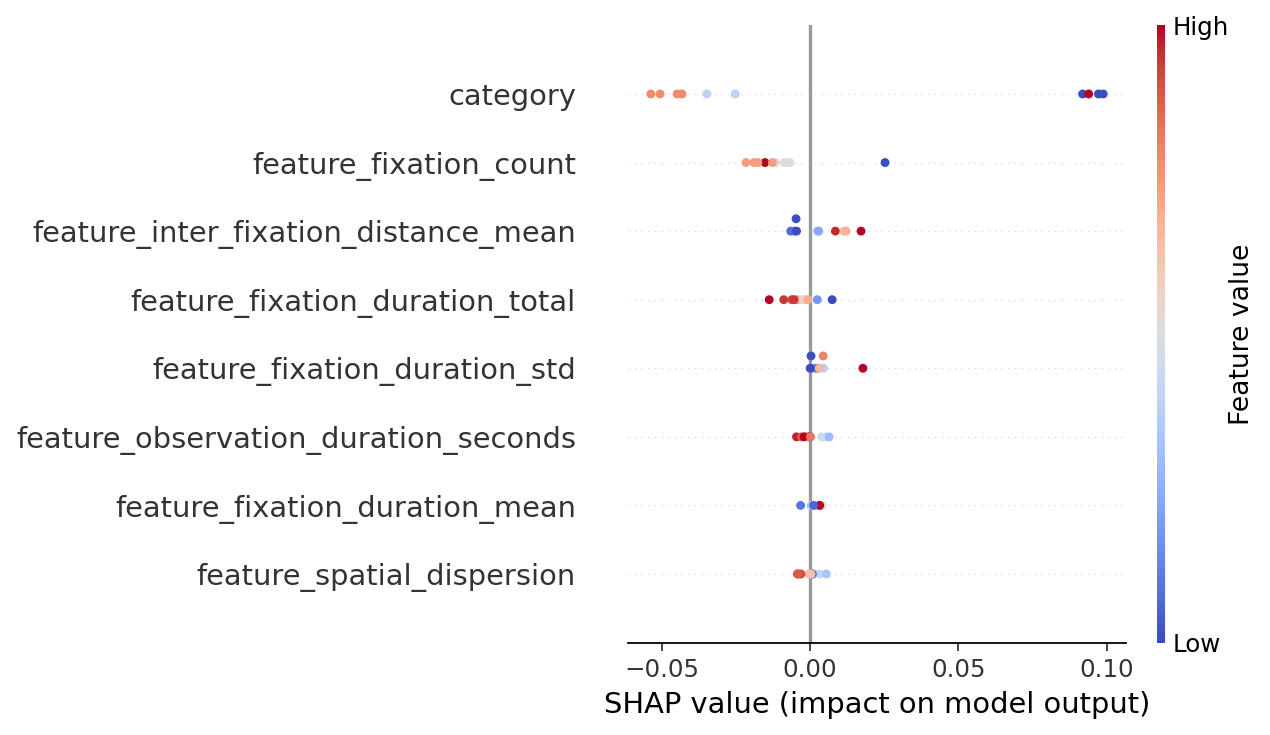 High
category
feature_fixation_count
feature_inter_fixation_distance_mean
feature_fixation_duration_total
feature_fixation_duration_std
feature_observation_duration_seconds
feature_fixation_duration_mean
feature_spatial_dispersion
Feature value
Low
−0.05 0.00 0.05 0.10
SHAP value (impact on model output)